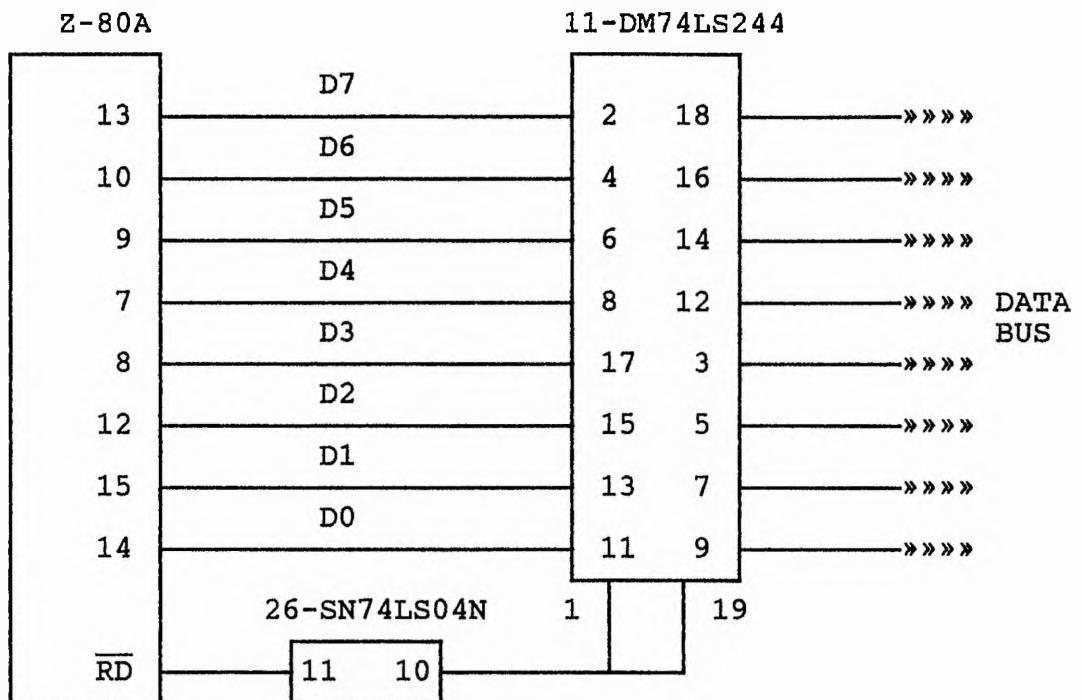 Z-80A 11-DM74LS244
D7
13 2 18 »»»»
D6
10 4 16 »»»»
D5
9 6 14 »»»»
D4
7 8 12 »»»» DATA
D3 BUS
8 17 3 »»»»
D2
12 15 5 »»»»
D1
15 13 7 »»»»
D0
14 11 9 »»»»
26-SN74LS04N 1 19
R̅D̅ 11 10